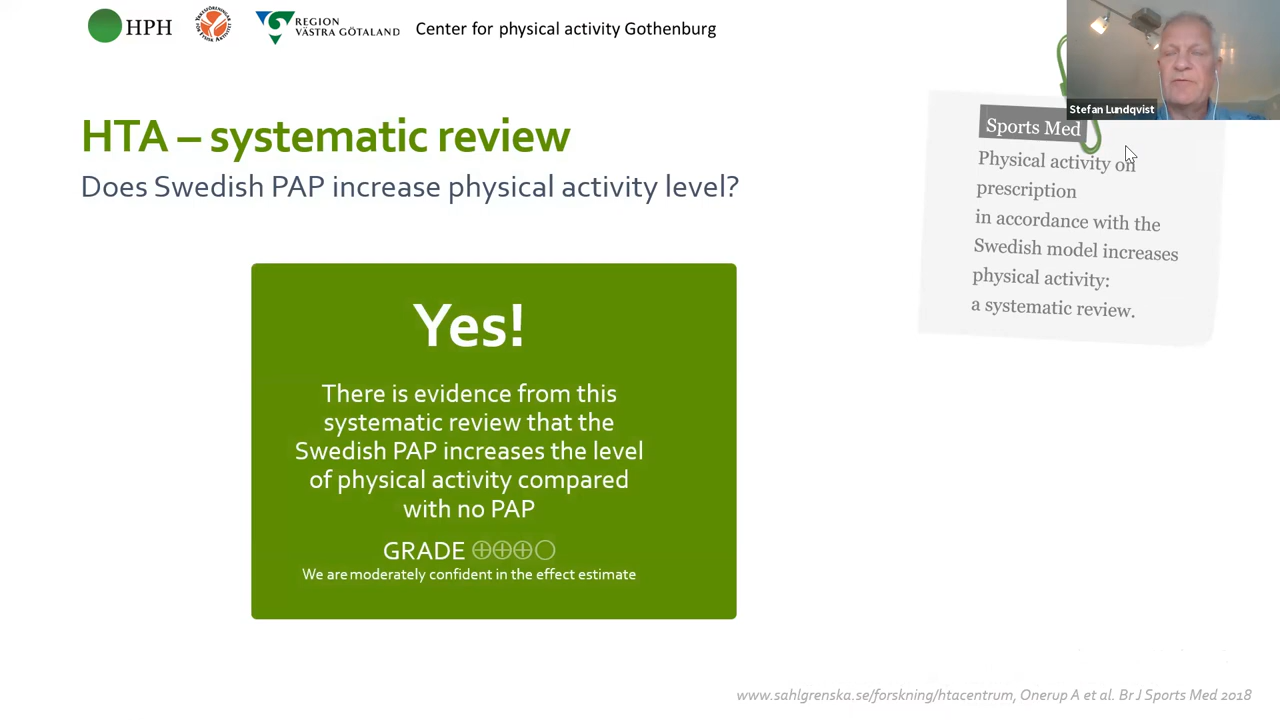 HPH
REGION
VÄSTRA GÖTALAND
Center for physical activity Gothenburg
Stefan Lundqvist
HTA – systematic review
Does Swedish PAP increase physical activity level?
Sports Med
Physical activity on
prescription
in accordance with the
Swedish model increases
physical activity:
a systematic review.
Yes!
There is evidence from this
systematic review that the
Swedish PAP increases the level
of physical activity compared
with no PAP
GRADE ⊕⊕⊕○
We are moderately confident in the effect estimate
www.sahlgrenska.se/forskning/htacentrum, Onerup A et al. Br J Sports Med 2018